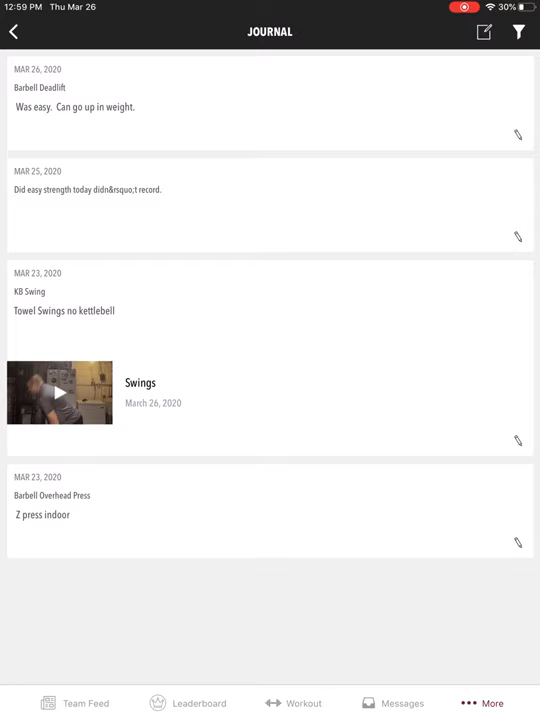 12:59 PM Thu Mar 26
30%
JOURNAL
MAR 26, 2020
Barbell Deadlift
Was easy. Can go up in weight.
MAR 25, 2020
Did easy strength today didn&rsquo;t record.
MAR 23, 2020
KB Swing
Towel Swings no kettlebell
Swings
March 26, 2020
MAR 23, 2020
Barbell Overhead Press
Z press indoor
Team Feed
Leaderboard
Workout
Messages
More